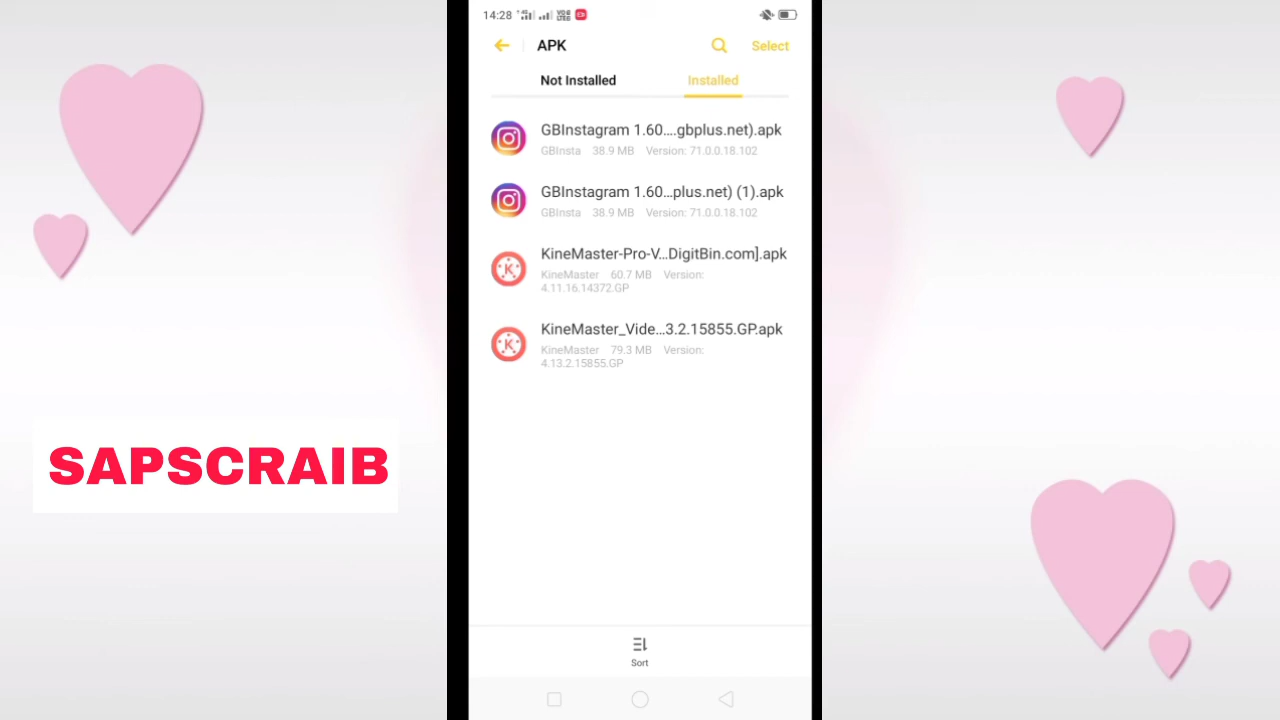 14:28
APK
Select
Not Installed
Installed
GBInstagram 1.60....gbplus.net).apk
GBInsta 38.9 MB Version: 71.0.0.18.102
GBInstagram 1.60...plus.net) (1).apk
GBInsta 38.9 MB Version: 71.0.0.18.102
KineMaster-Pro-V...DigitBin.com].apk
KineMaster 60.7 MB Version:
4.11.16.14372.GP
KineMaster_Vide...3.2.15855.GP.apk
KineMaster 79.3 MB Version:
4.13.2.15855.GP
SAPSCRAIB
Sort